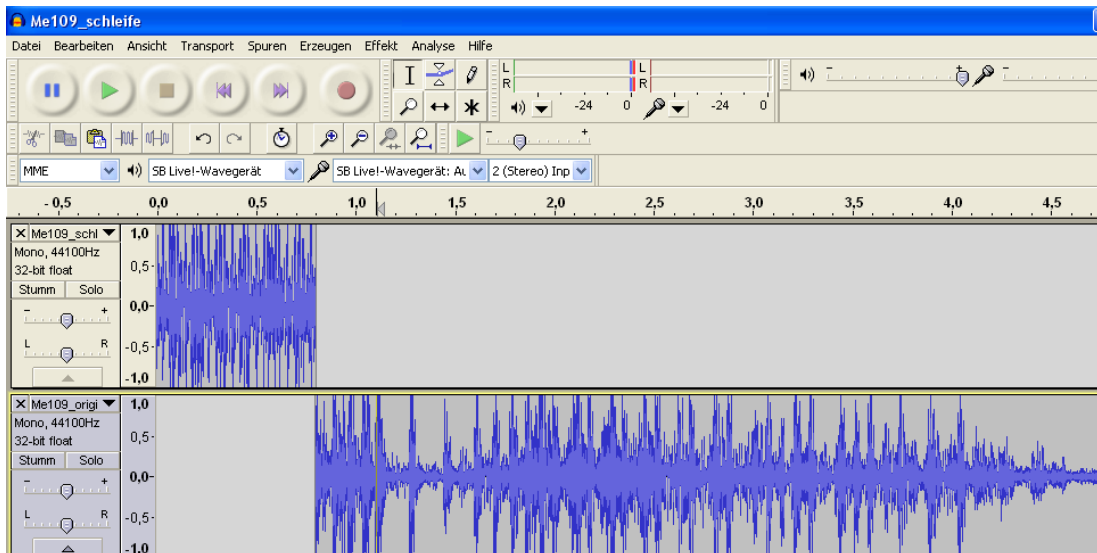 Me109_schleife
Datei Bearbeiten Ansicht Transport Spuren Erzeugen Effekt Analyse Hilfe
L L
R R
-24 0 -24 0
MME SB Live!-Wavegerät SB Live!-Wavegerät: Au 2 (Stereo) Inp
- 0,5 0,0 0,5 1,0 1,5 2,0 2,5 3,0 3,5 4,0 4,5
Me109_schl 1,0
Mono, 44100Hz
32-bit float 0,5
Stumm Solo
- + 0,0
L R -0,5
-1,0
Me109_origi 1,0
Mono, 44100Hz
32-bit float 0,5
Stumm Solo
- + 0,0
L R -0,5
-1,0